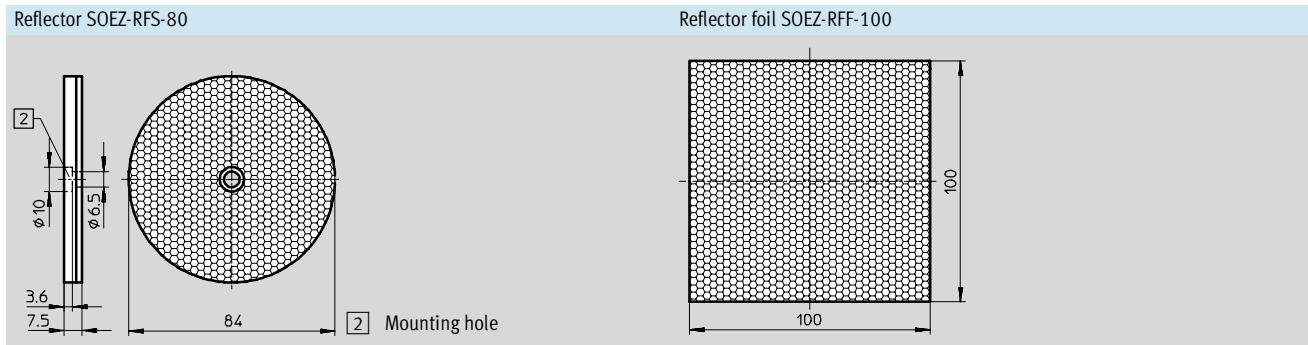 Reflector SOEZ-RFS-80
2
ø10
ø6.5
3.6
7.5
84
2 Mounting hole
Reflector foil SOEZ-RFF-100
100
100